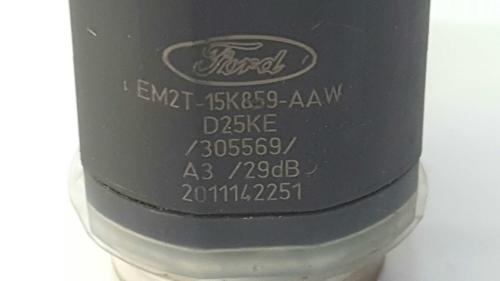 Ford
EM2T-15K859-AAW
D25KE
/305569/
A3 /29dB
2011142251